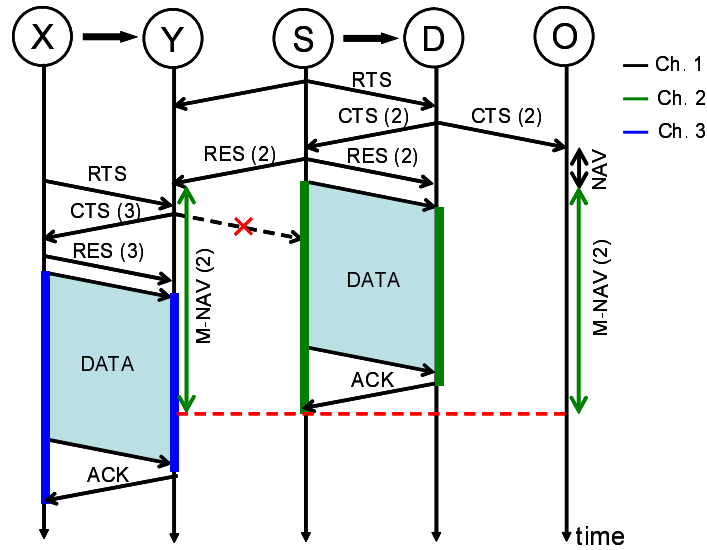 X
Y
S
D
O
Ch. 1
Ch. 2
Ch. 3
RTS
CTS (2)
CTS (2)
RES (2)
RES (2)
NAV
RTS
CTS (3)
RES (3)
M-NAV (2)
M-NAV (2)
DATA
DATA
ACK
ACK
time